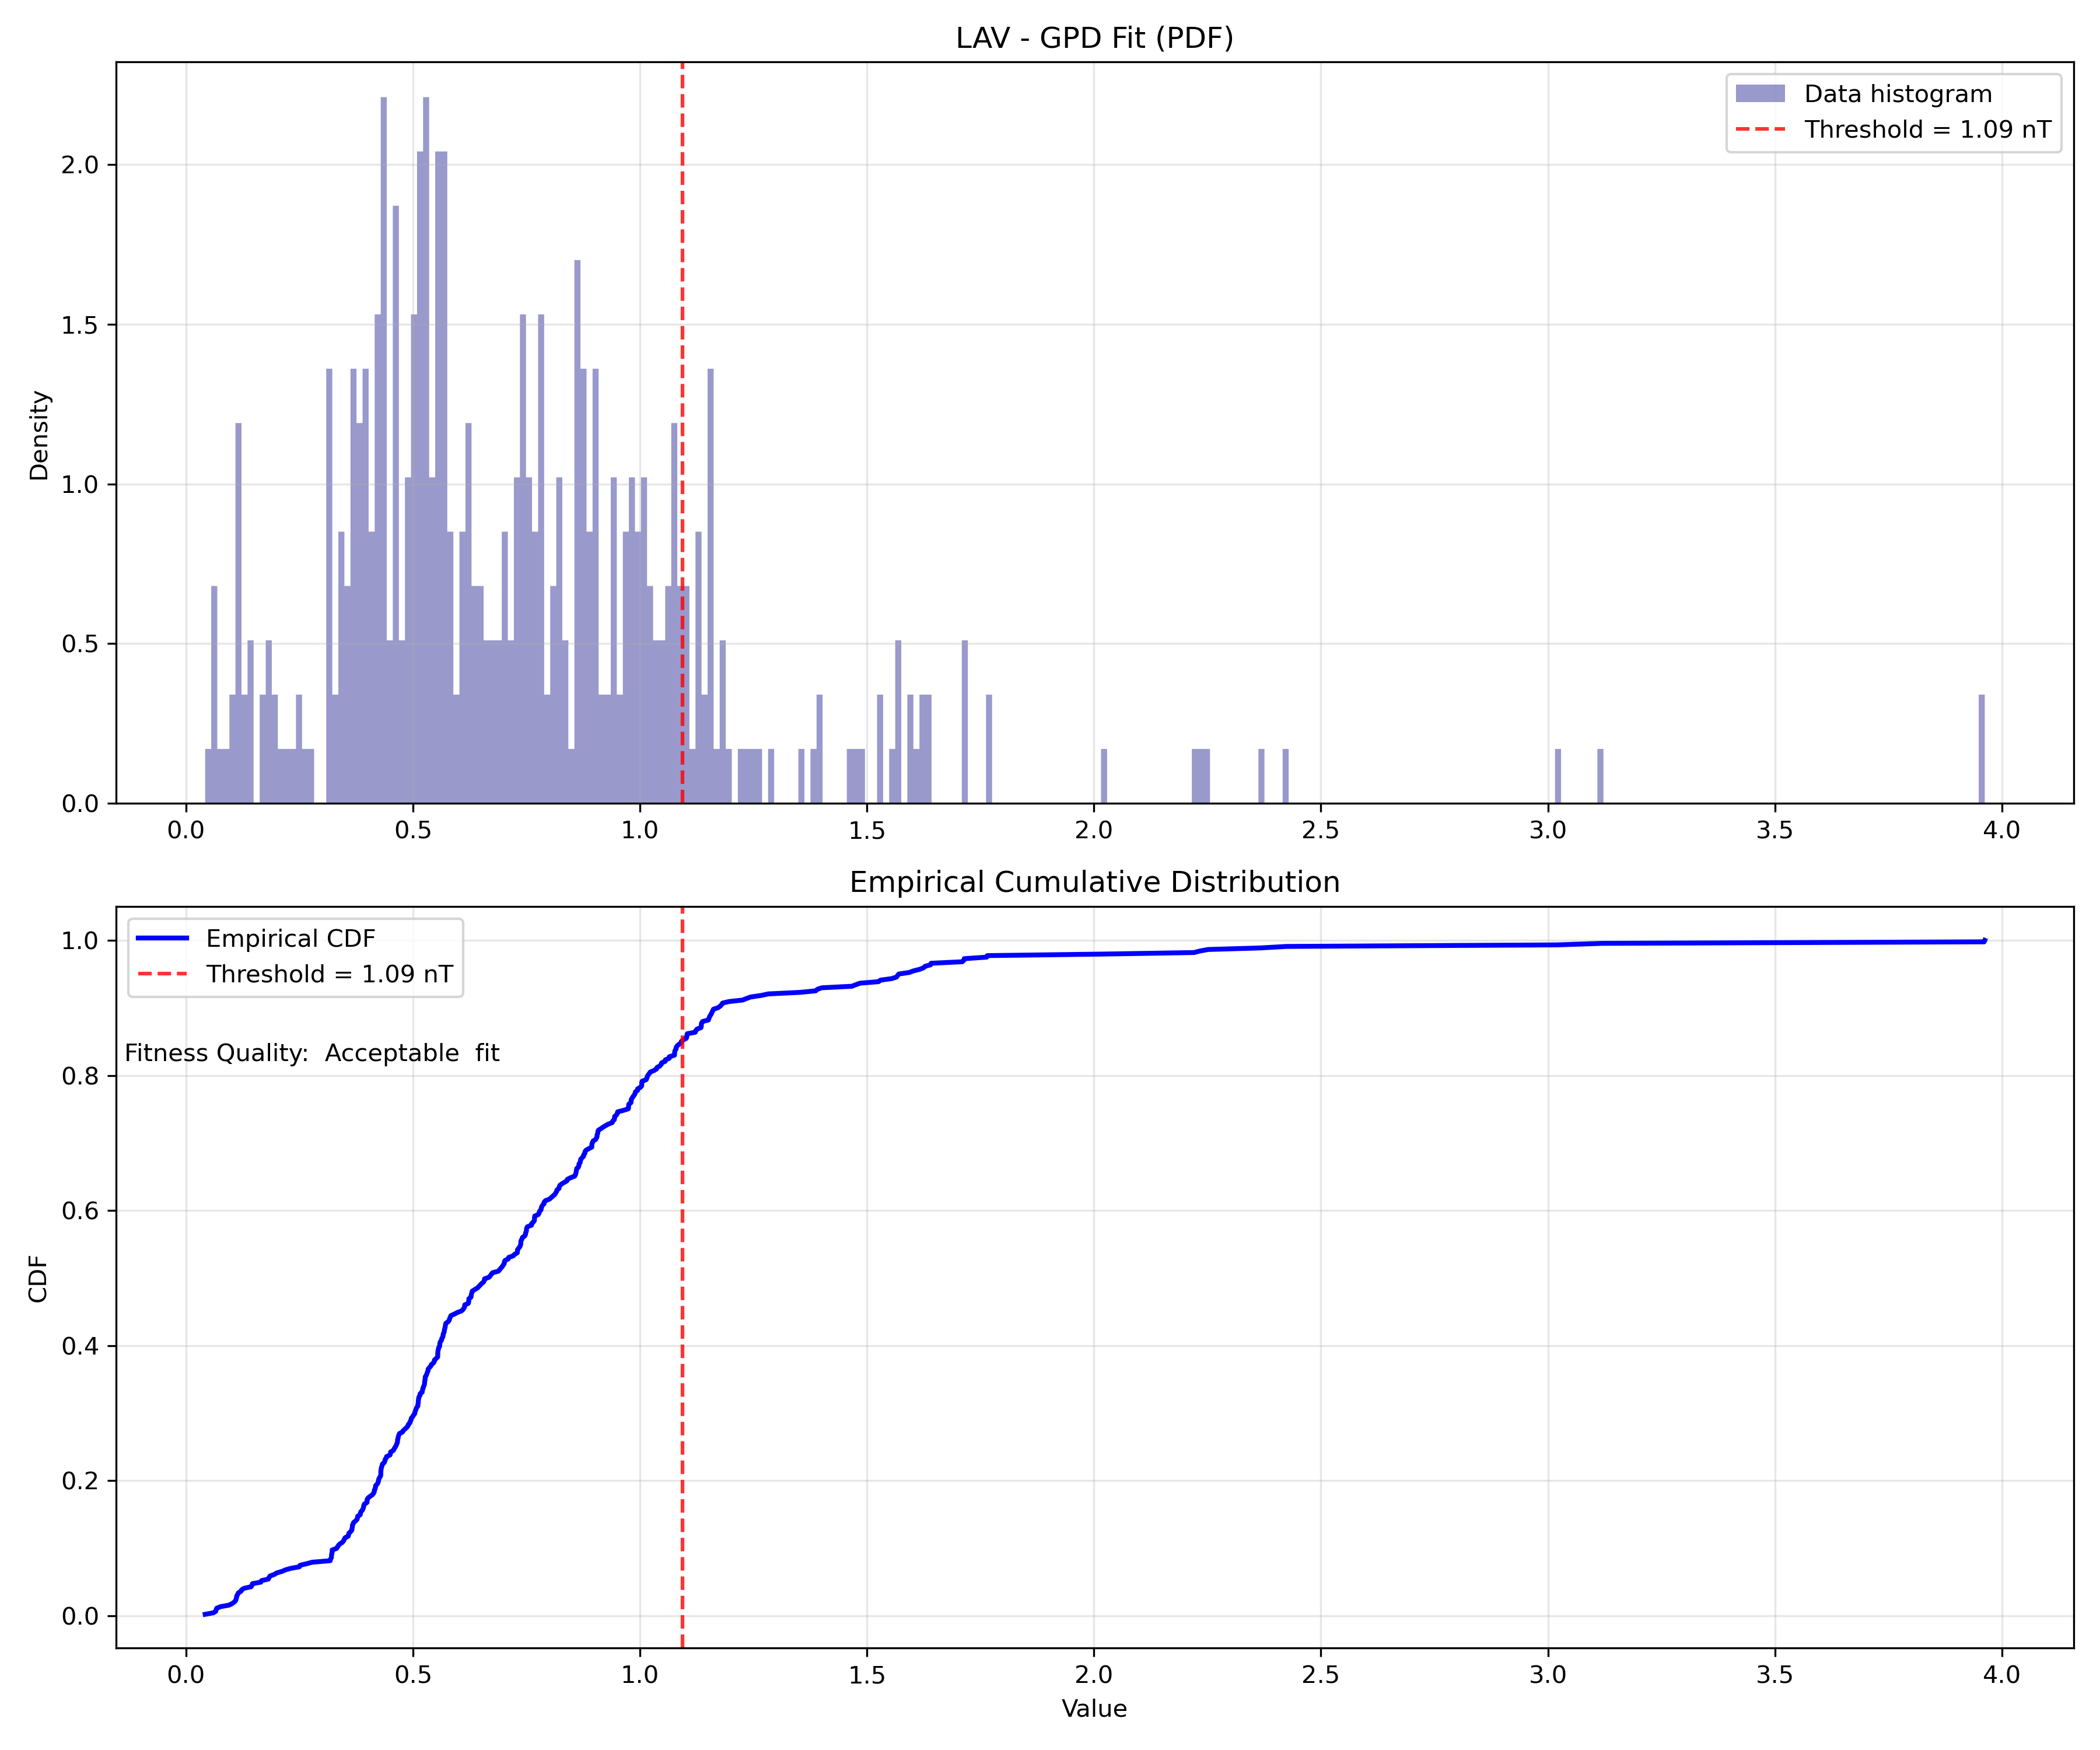 LAV - GPD Fit (PDF)
Data histogram
Threshold = 1.09 nT
Density
2.0
1.5
1.0
0.5
0.0
0.0 0.5 1.0 1.5 2.0 2.5 3.0 3.5 4.0
Empirical Cumulative Distribution
Empirical CDF
Threshold = 1.09 nT
Fitness Quality:  Acceptable  fit
CDF
1.0
0.8
0.6
0.4
0.2
0.0
0.0 0.5 1.0 1.5 2.0 2.5 3.0 3.5 4.0
Value